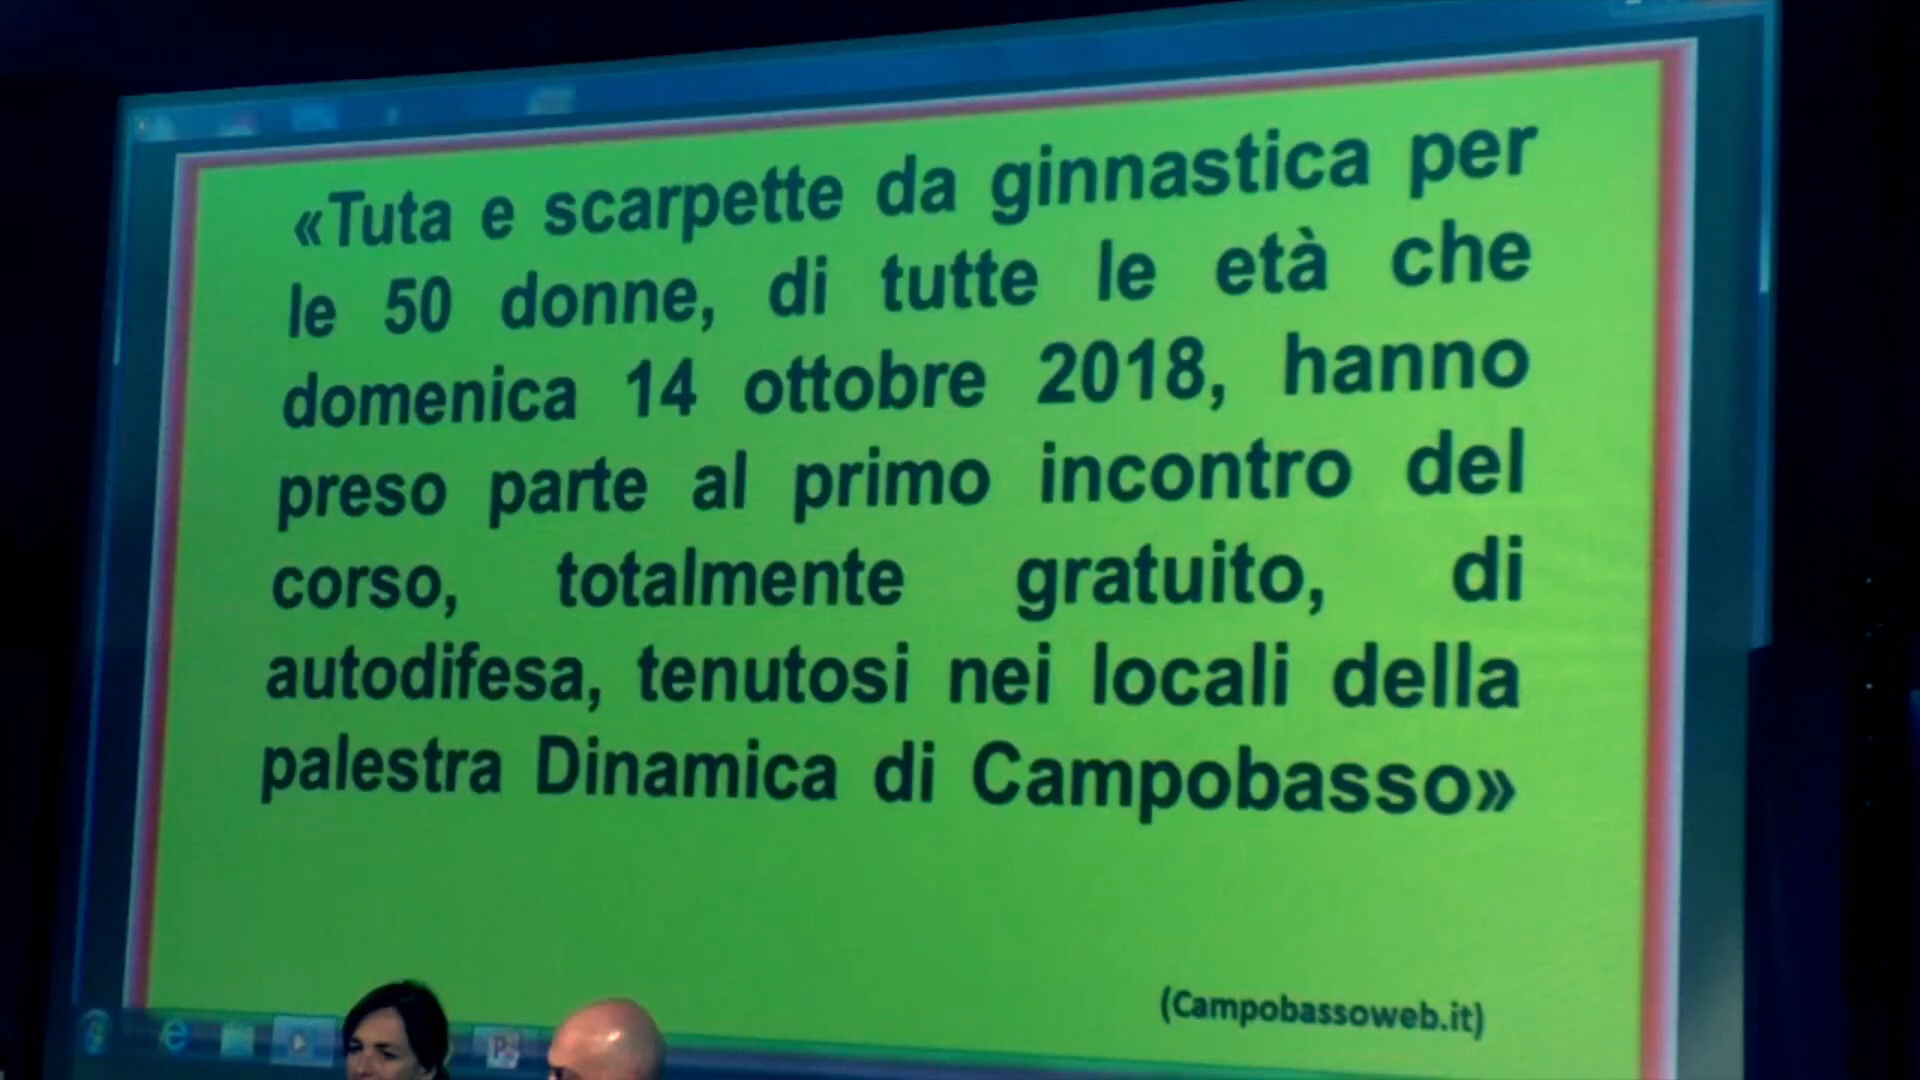 «Tuta e scarpette da ginnastica per
le 50 donne, di tutte le età che
domenica 14 ottobre 2018, hanno
preso parte al primo incontro del
corso, totalmente gratuito, di
autodifesa, tenutosi nei locali della
palestra Dinamica di Campobasso»
(Campobassoweb.it)